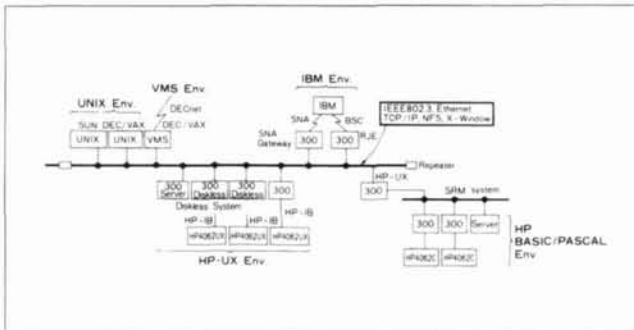 IBM Env.
VMS Env.
UNIX Env.
DECnet
IBM
IEEE802.3, Ethernet
TCP/IP, NFS, X-Window
SUN DEC/VAX DEC/VAX
SNA BSC
UNIX UNIX VMS
SNA
Gateway
300 300 RJE
Repeater
HP-UX
300 Server 300 Diskless 300 Diskless 300 300
Diskless System
SRM system
HP-IB HP-IB HP-IB
300 300 Server
HP4062UX HP4062UX HP4062UX
HP4062C HP4062C
HP
BASIC/PASCAL
Env
HP-UX Env.